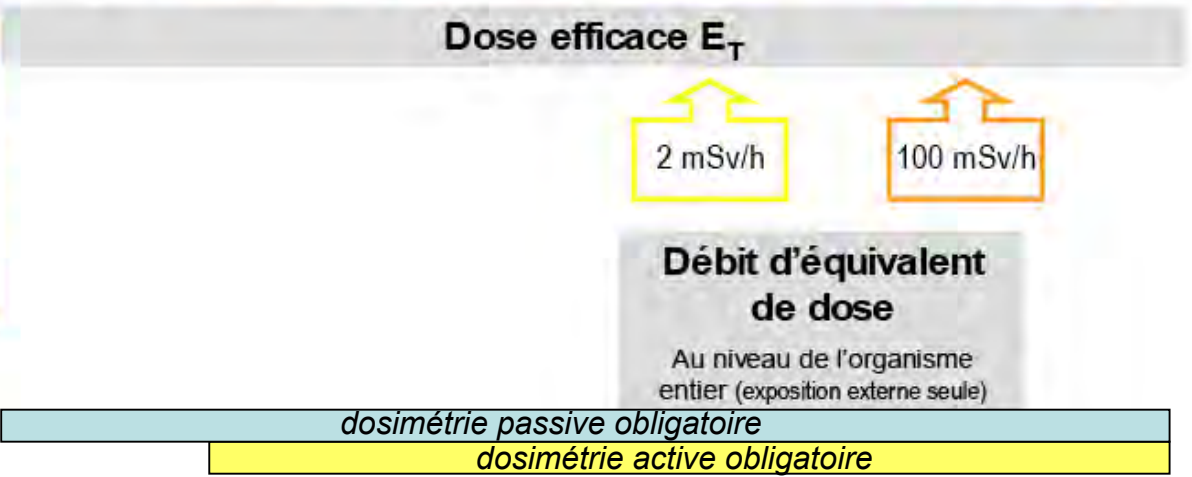 Dose efficace E_T
2 mSv/h
100 mSv/h
Débit d'équivalent
de dose
Au niveau de l'organisme
entier (exposition externe seule)
dosimétrie passive obligatoire
dosimétrie active obligatoire